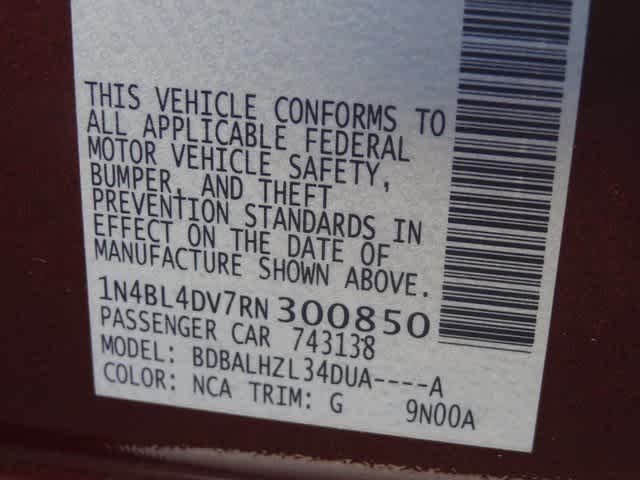 THIS VEHICLE CONFORMS TO
ALL APPLICABLE FEDERAL
MOTOR VEHICLE SAFETY,
BUMPER, AND THEFT
PREVENTION STANDARDS IN
EFFECT ON THE DATE OF
MANUFACTURE SHOWN ABOVE.
1N4BL4DV7RN300850
PASSENGER CAR 743138
MODEL: BDBALHZL34DUA----A
COLOR: NCA TRIM: G 9N00A